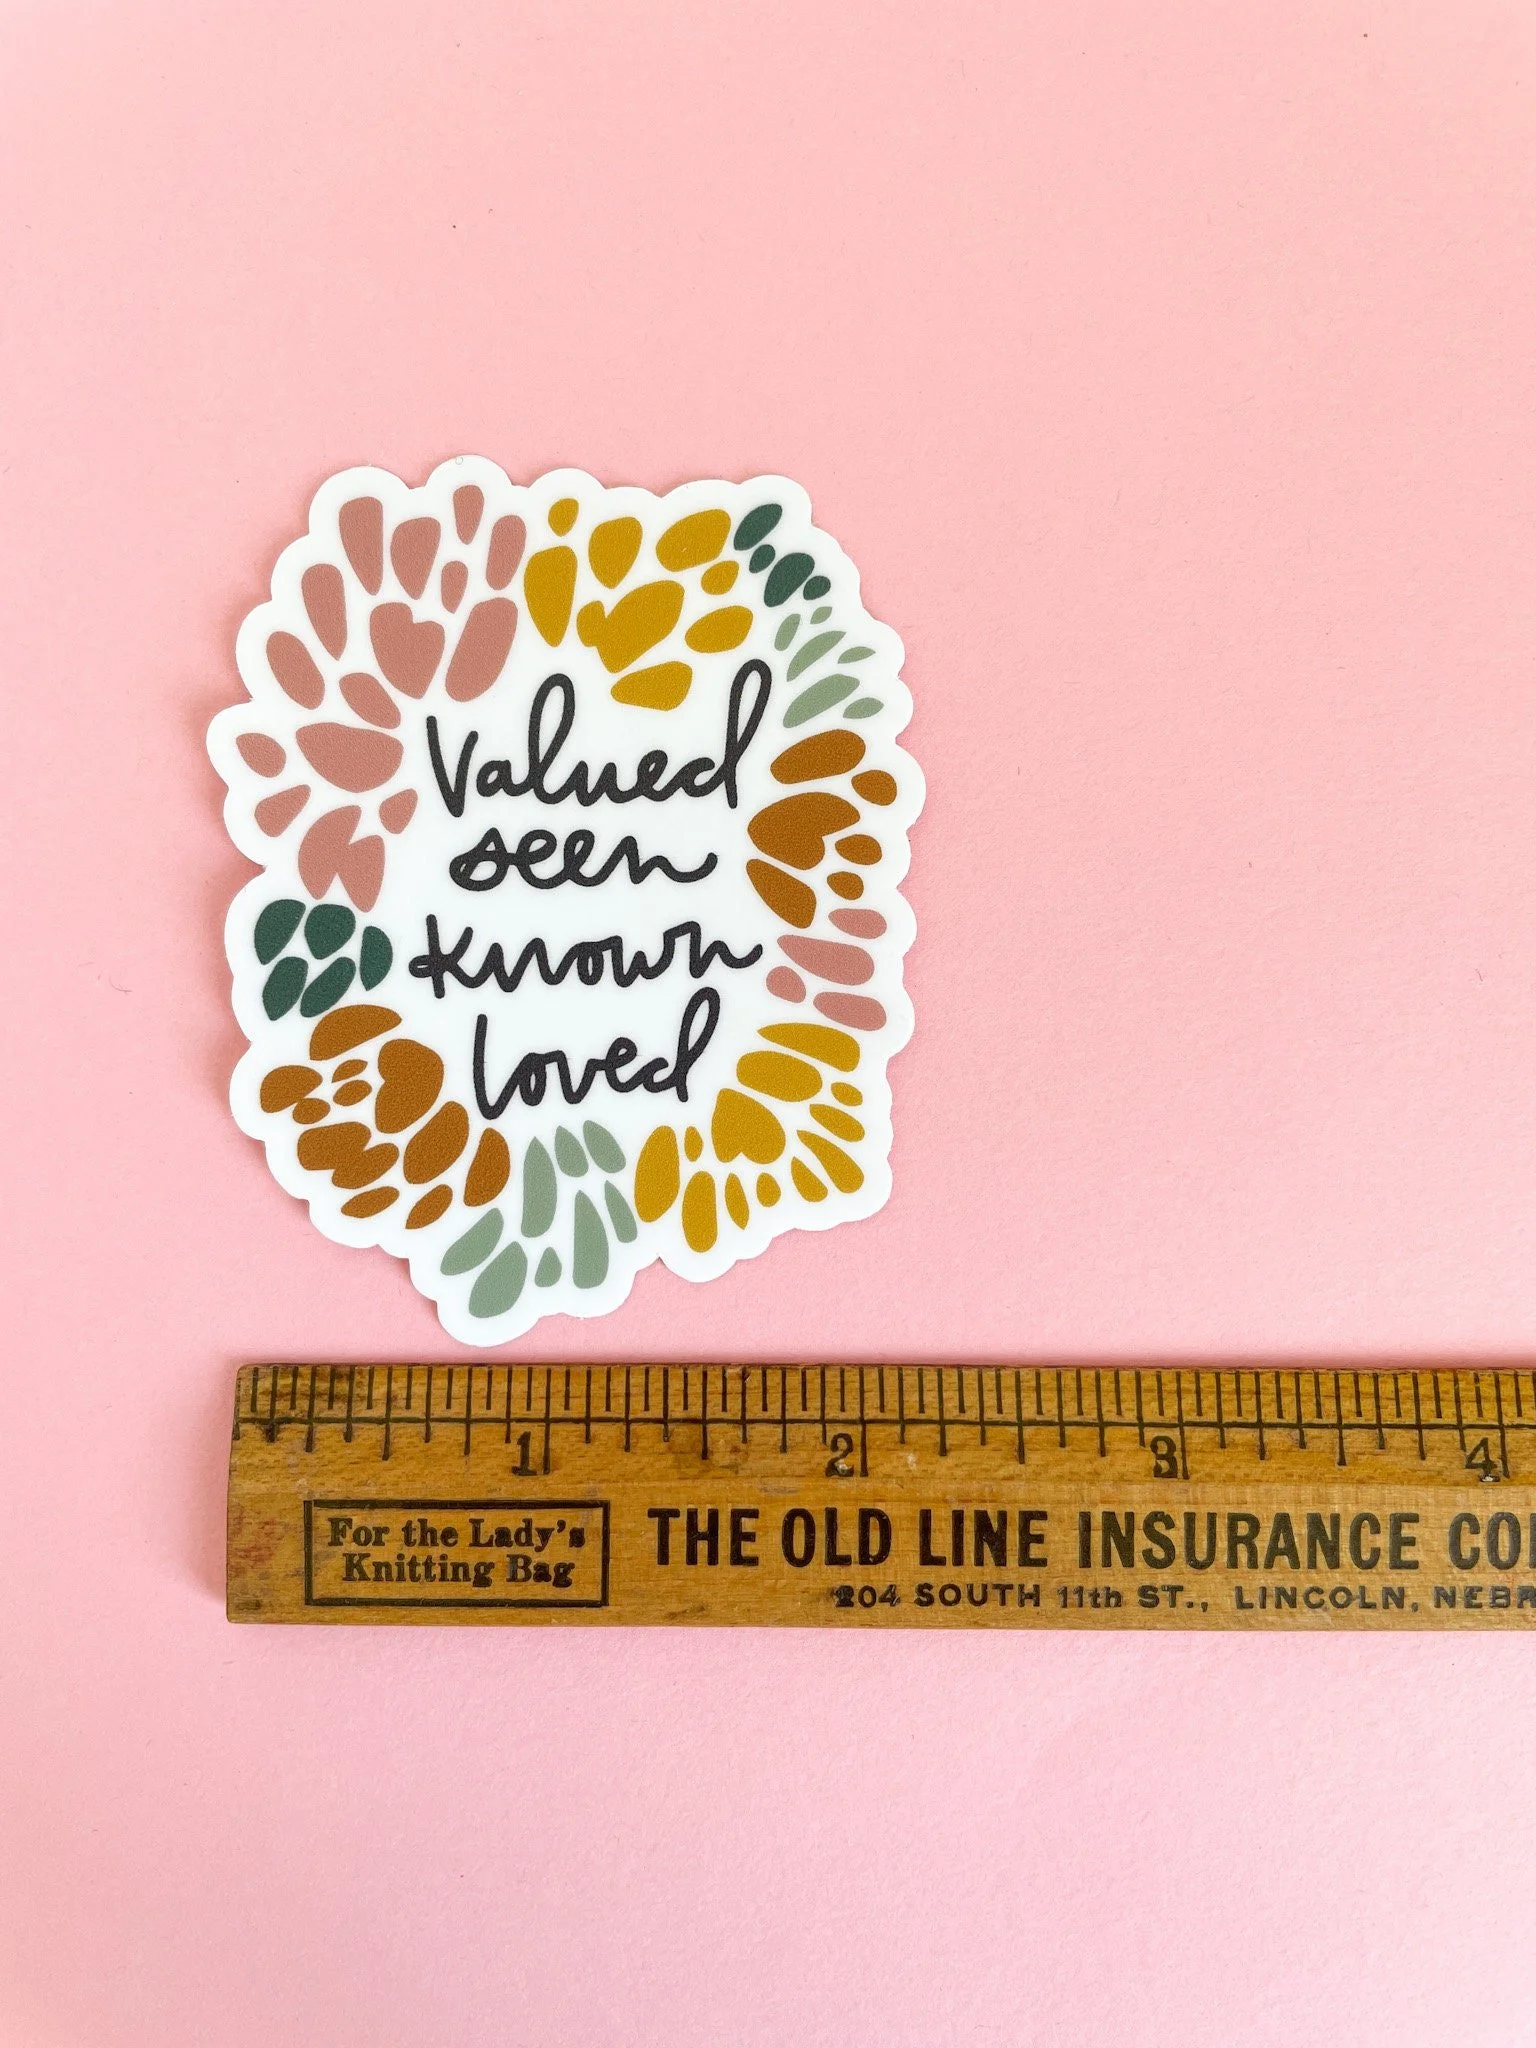 Valued
seen
known
loved
1 2 3 4
For the Lady's
Knitting Bag
THE OLD LINE INSURANCE CO
204 SOUTH 11th ST., LINCOLN, NEBR